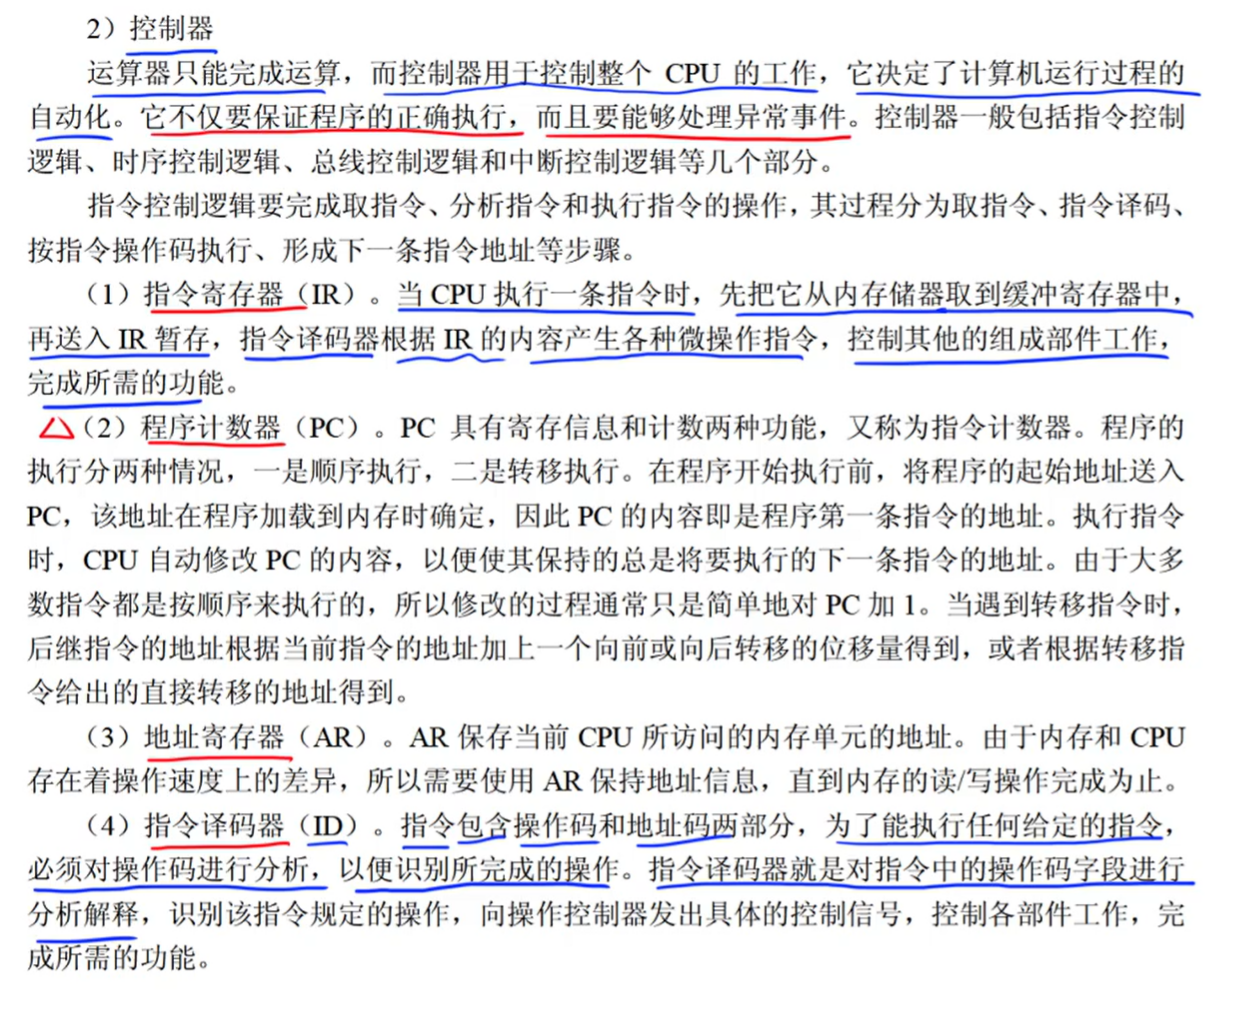 2）控制器
运算器只能完成运算，而控制器用于控制整个 CPU 的工作，它决定了计算机运行过程的
自动化。它不仅要保证程序的正确执行，而且要能够处理异常事件。控制器一般包括指令控制
逻辑、时序控制逻辑、总线控制逻辑和中断控制逻辑等几个部分。
指令控制逻辑要完成取指令、分析指令和执行指令的操作，其过程分为取指令、指令译码、
按指令操作码执行、形成下一条指令地址等步骤。
（1）指令寄存器（IR）。当 CPU 执行一条指令时，先把它从内存储器取到缓冲寄存器中，
再送入 IR 暂存，指令译码器根据 IR 的内容产生各种微操作指令，控制其他的组成部件工作，
完成所需的功能。
（2）程序计数器（PC）。PC 具有寄存信息和计数两种功能，又称为指令计数器。程序的
执行分两种情况，一是顺序执行，二是转移执行。在程序开始执行前，将程序的起始地址送入
PC，该地址在程序加载到内存时确定，因此 PC 的内容即是程序第一条指令的地址。执行指令
时，CPU 自动修改 PC 的内容，以便使其保持的总是将要执行的下一条指令的地址。由于大多
数指令都是按顺序来执行的，所以修改的过程通常只是简单地对 PC 加 1。当遇到转移指令时，
后继指令的地址根据当前指令的地址加上一个向前或向后转移的位移量得到，或者根据转移指
令给出的直接转移的地址得到。
（3）地址寄存器（AR）。AR 保存当前 CPU 所访问的内存单元的地址。由于内存和 CPU
存在着操作速度上的差异，所以需要使用 AR 保持地址信息，直到内存的读/写操作完成为止。
（4）指令译码器（ID）。指令包含操作码和地址码两部分，为了能执行任何给定的指令，
必须对操作码进行分析，以便识别所完成的操作。指令译码器就是对指令中的操作码字段进行
分析解释，识别该指令规定的操作，向操作控制器发出具体的控制信号，控制各部件工作，完
成所需的功能。